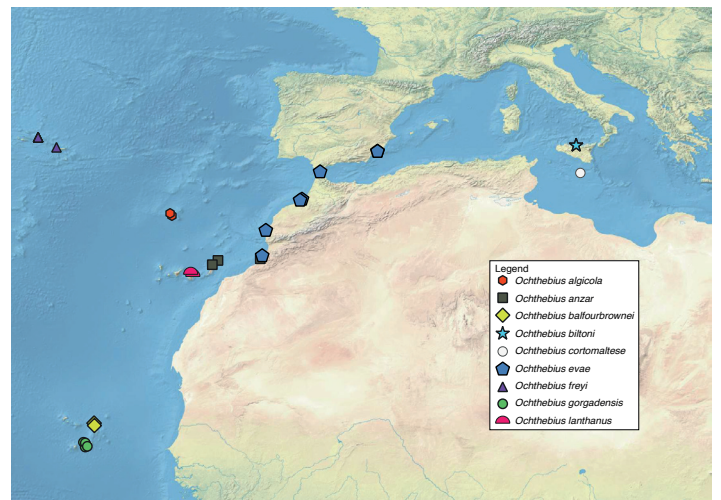 Legend
Ochthebius algicola
Ochthebius anzar
Ochthebius balfourbrownei
Ochthebius biltoni
Ochthebius cortomaltese
Ochthebius evae
Ochthebius freyi
Ochthebius gorgadensis
Ochthebius lanthanus